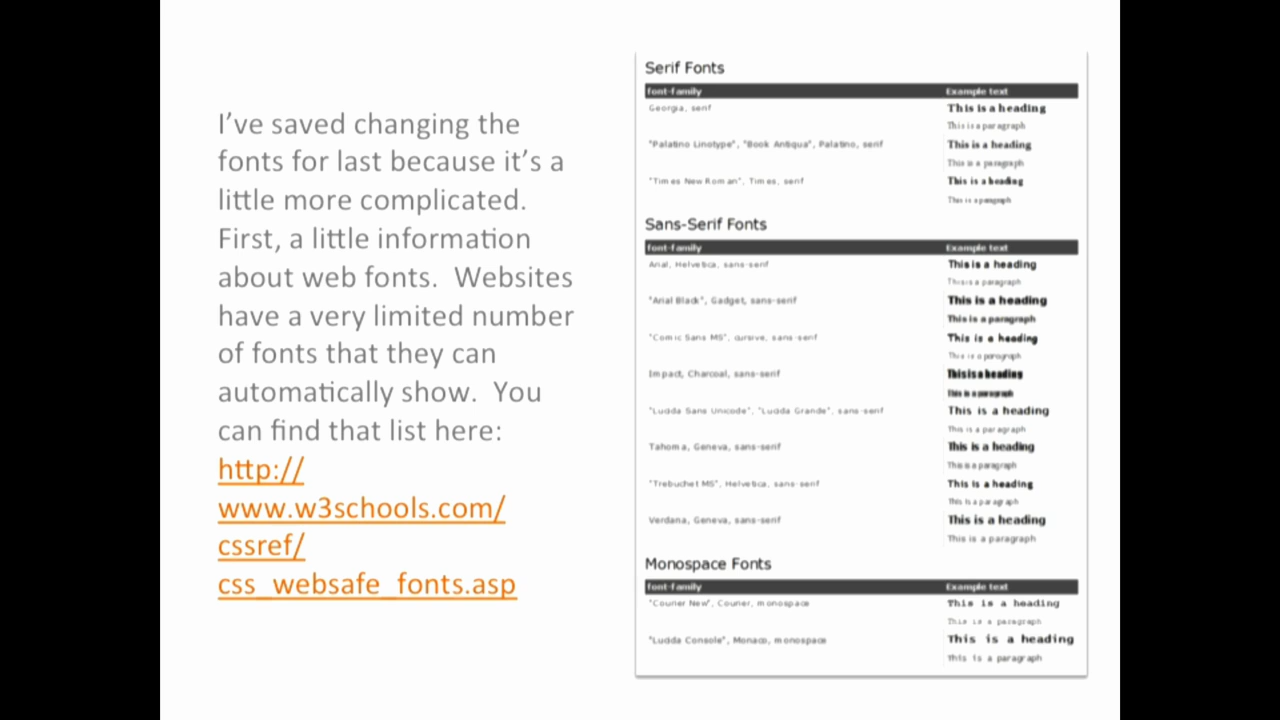 I've saved changing the
fonts for last because it's a
little more complicated.
First, a little information
about web fonts.  Websites
have a very limited number
of fonts that they can
automatically show.  You
can find that list here:
http://
www.w3schools.com/
cssref/
css_websafe_fonts.asp
Serif Fonts
font-family Example text
Georgia, serif This is a heading
This is a paragraph
"Palatino Linotype", "Book Antiqua", Palatino, serif This is a heading
This is a paragraph
"Times New Roman", Times, serif This is a heading
This is a paragraph
Sans-Serif Fonts
font-family Example text
Arial, Helvetica, sans-serif This is a heading
This is a paragraph
"Arial Black", Gadget, sans-serif This is a heading
This is a paragraph
"Comic Sans MS", cursive, sans-serif This is a heading
This is a paragraph
Impact, Charcoal, sans-serif This is a heading
This is a paragraph
"Lucida Sans Unicode", "Lucida Grande", sans-serif This is a heading
This is a paragraph
Tahoma, Geneva, sans-serif This is a heading
This is a paragraph
"Trebuchet MS", Helvetica, sans-serif This is a heading
This is a paragraph
Verdana, Geneva, sans-serif This is a heading
This is a paragraph
Monospace Fonts
font-family Example text
"Courier New", Courier, monospace This is a heading
This is a paragraph
"Lucida Console", Monaco, monospace This is a heading
This is a paragraph